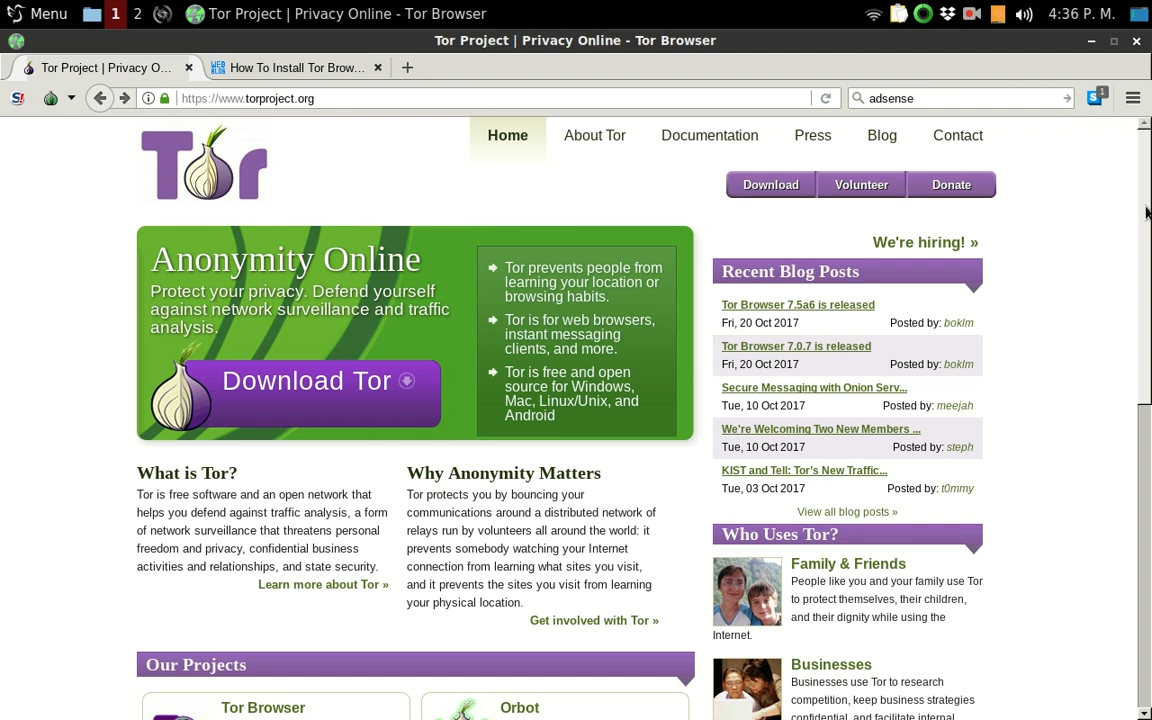 Menu
1
2
Tor Project | Privacy Online - Tor Browser
4:36 P. M.
Tor Project | Privacy Online - Tor Browser
Tor Project | Privacy O...
How To Install Tor Brow...
S!
https://www.torproject.org
adsense
S
1
Tor
Home
About Tor
Documentation
Press
Blog
Contact
Download
Volunteer
Donate
Anonymity Online
Protect your privacy. Defend yourself
against network surveillance and traffic
analysis.
Download Tor
Tor prevents people from
learning your location or
browsing habits.
Tor is for web browsers,
instant messaging
clients, and more.
Tor is free and open
source for Windows,
Mac, Linux/Unix, and
Android
What is Tor?
Tor is free software and an open network that
helps you defend against traffic analysis, a form
of network surveillance that threatens personal
freedom and privacy, confidential business
activities and relationships, and state security.
Learn more about Tor »
Why Anonymity Matters
Tor protects you by bouncing your
communications around a distributed network of
relays run by volunteers all around the world: it
prevents somebody watching your Internet
connection from learning what sites you visit,
and it prevents the sites you visit from learning
your physical location.
Get involved with Tor »
Our Projects
Tor Browser
Orbot
We're hiring! »
Recent Blog Posts
Tor Browser 7.5a6 is released
Fri, 20 Oct 2017 Posted by: boklm
Tor Browser 7.0.7 is released
Fri, 20 Oct 2017 Posted by: boklm
Secure Messaging with Onion Serv...
Tue, 10 Oct 2017 Posted by: meejah
We're Welcoming Two New Members ...
Tue, 10 Oct 2017 Posted by: steph
KIST and Tell: Tor's New Traffic...
Tue, 03 Oct 2017 Posted by: t0mmy
View all blog posts »
Who Uses Tor?
Family & Friends
People like you and your family use Tor
to protect themselves, their children,
and their dignity while using the
Internet.
Businesses
Businesses use Tor to research
competition, keep business strategies
confidential, and facilitate internal